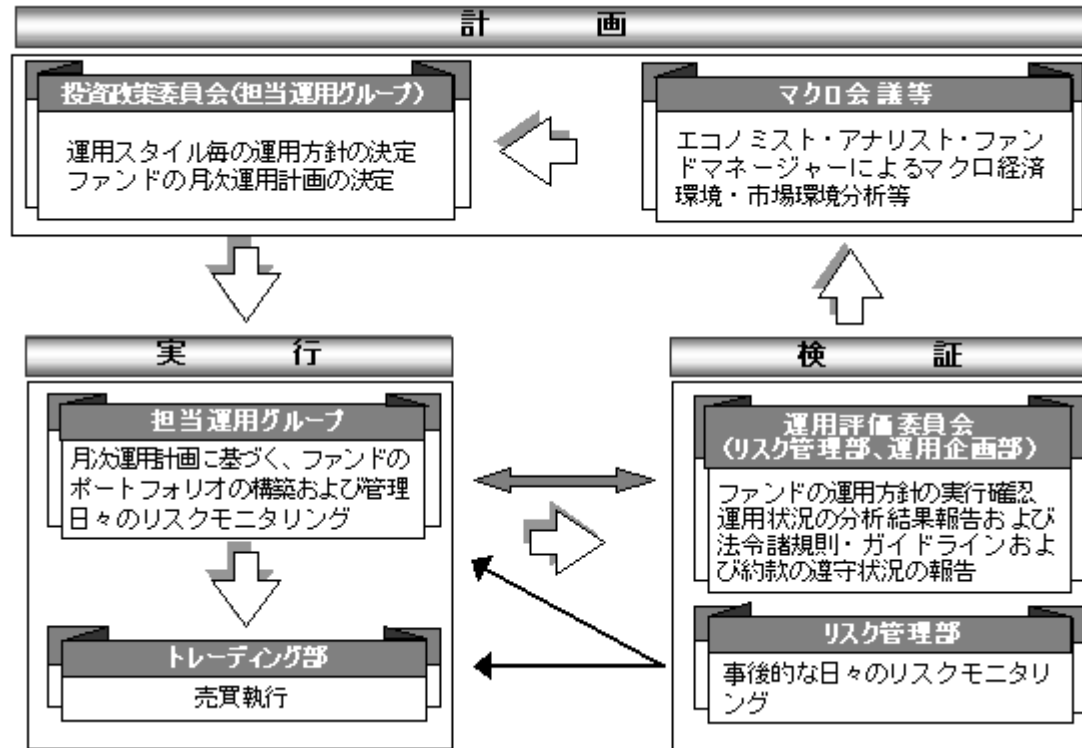 計画
投資政策委員会(担当運用グループ)
運用スタイル毎の運用方針の決定
ファンドの月次運用計画の決定
マクロ会議等
エコノミスト・アナリスト・ファン
ドマネージャーによるマクロ経済
環境・市場環境分析等
実行
担当運用グループ
月次運用計画に基づく、ファンドの
ポートフォリオの構築および管理
日々のリスクモニタリング
トレーディング部
売買執行
検証
運用評価委員会
(リスク管理部、運用企画部)
ファンドの運用方針の実行確認
運用状況の分析結果報告および
法令諸規則・ガイドラインおよ
び約款の遵守状況の報告
リスク管理部
事後的な日々のリスクモニタリ
ング